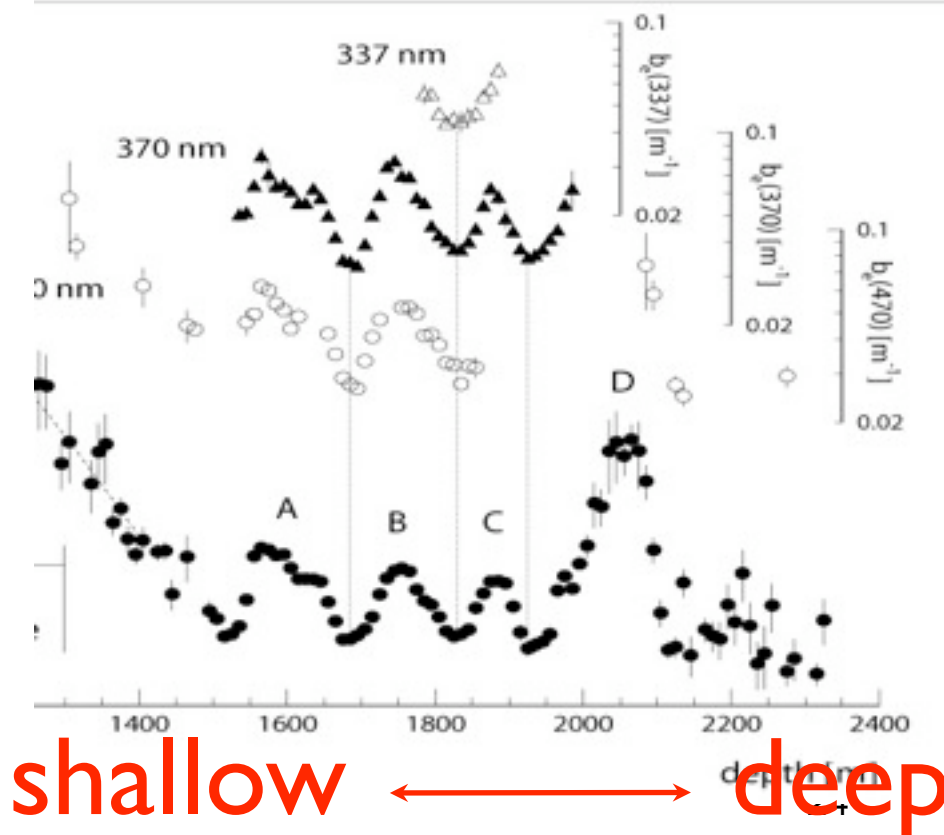 337 nm
0.1
b_e(337) [m^-1]
0.02
370 nm
0.1
b_e(370) [m^-1]
0.02
0 nm
0.1
b_e(470) [m^-1]
0.02
D
A B C
1400 1600 1800 2000 2200 2400
depth [m]
shallow deep